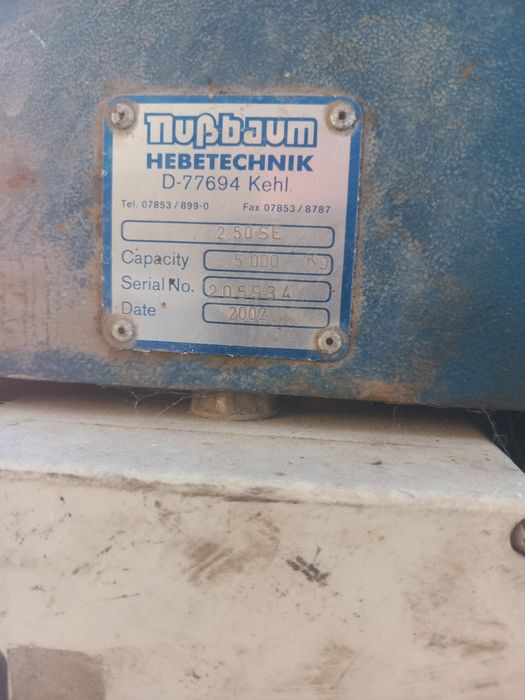 Nußbaum
HEBETECHNIK
D-77694 Kehl
Tel. 07853/899-0 Fax 07853/8787
2.50 SE
Capacity 5 000 Kg
Serial No. 206934
Date 2002